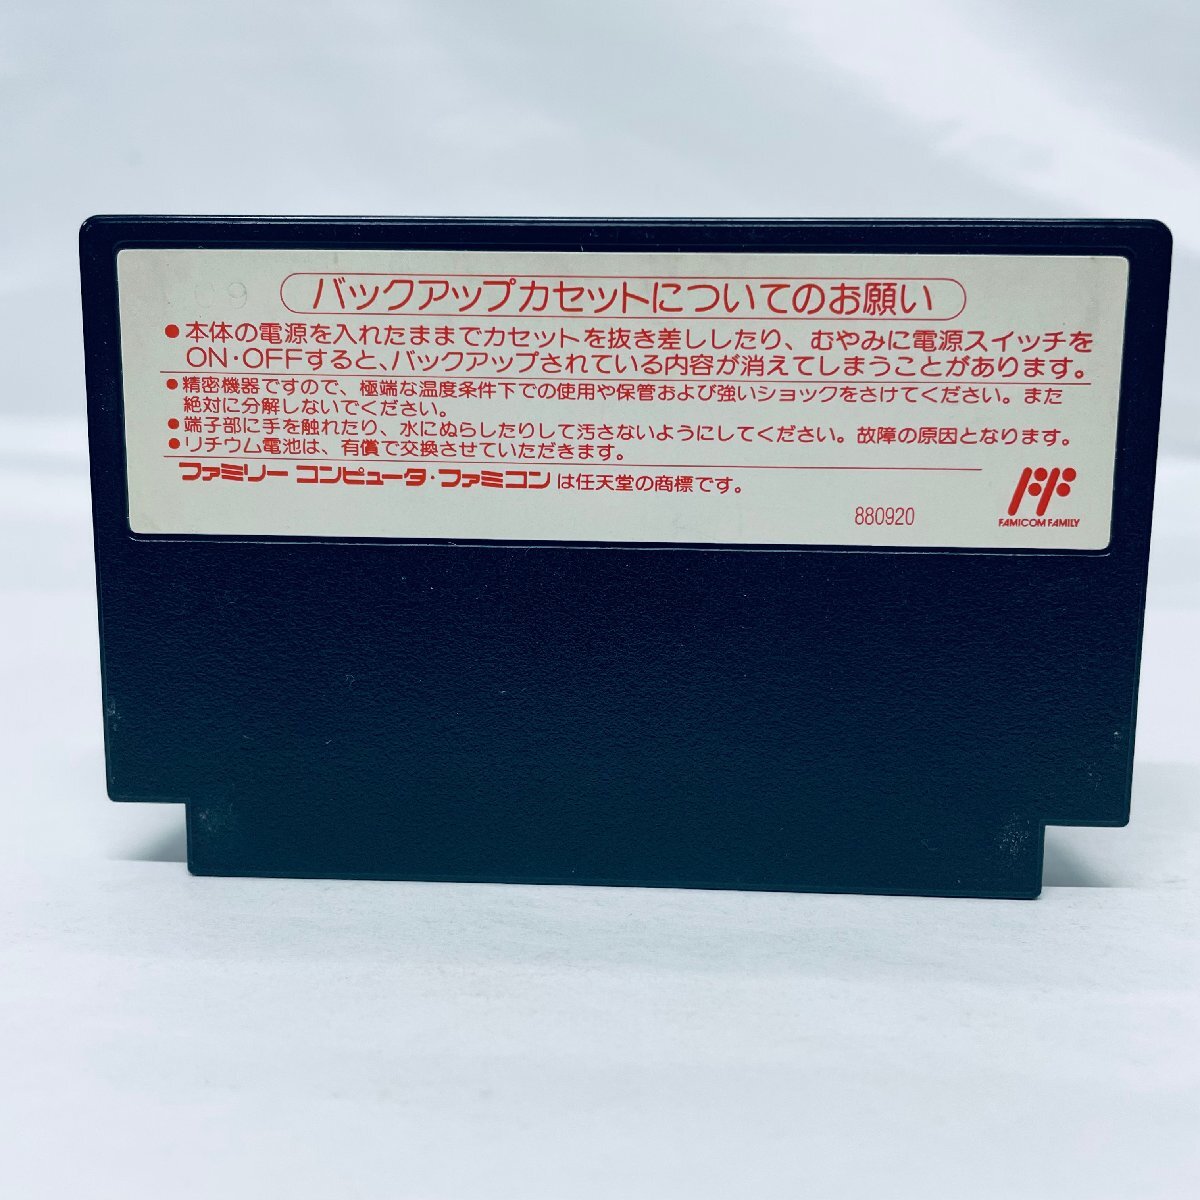 09
バックアップカセットについてのお願い
●本体の電源を入れたままでカセットを抜き差ししたり、むやみに電源スイッチを
ON・OFFすると、バックアップされている内容が消えてしまうことがあります。
●精密機器ですので、極端な温度条件下での使用や保管および強いショックをさけてください。また
絶対に分解しないでください。
●端子部に手を触れたり、水にぬらしたりして汚さないようにしてください。故障の原因となります。
●リチウム電池は、有償で交換させていただきます。
ファミリーコンピュータ・ファミコンは任天堂の商標です。
880920
FAMICOM FAMILY